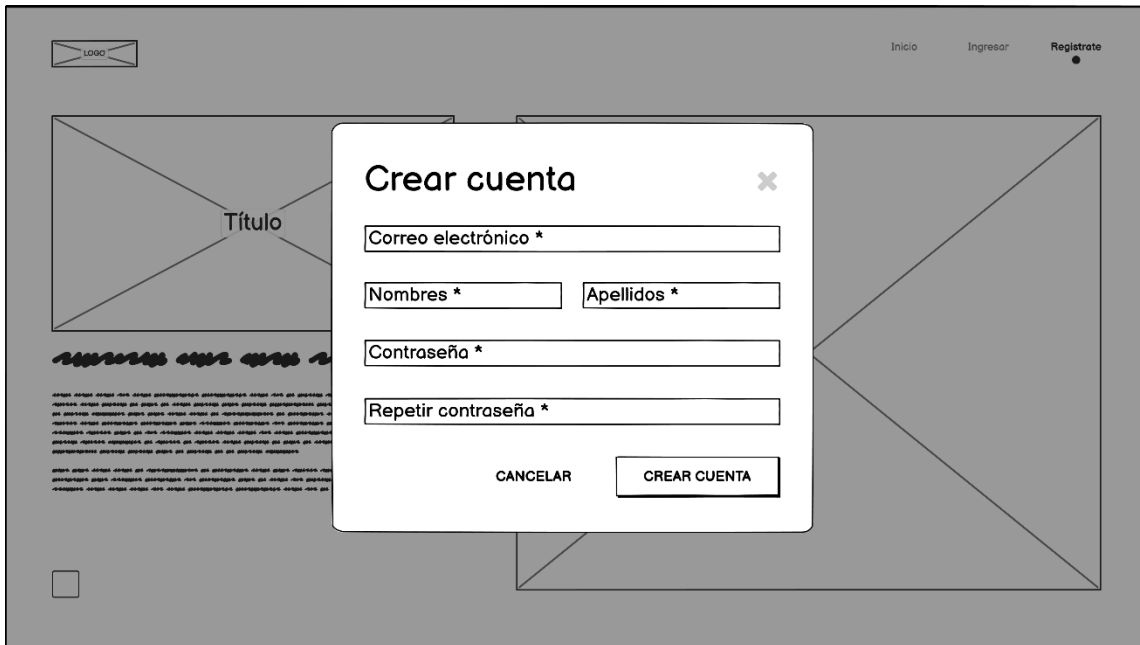 LOGO
Inicio Ingresar Registrate
Título
Crear cuenta
Correo electrónico *
Nombres * Apellidos *
Contraseña *
Repetir contraseña *
CANCELAR CREAR CUENTA